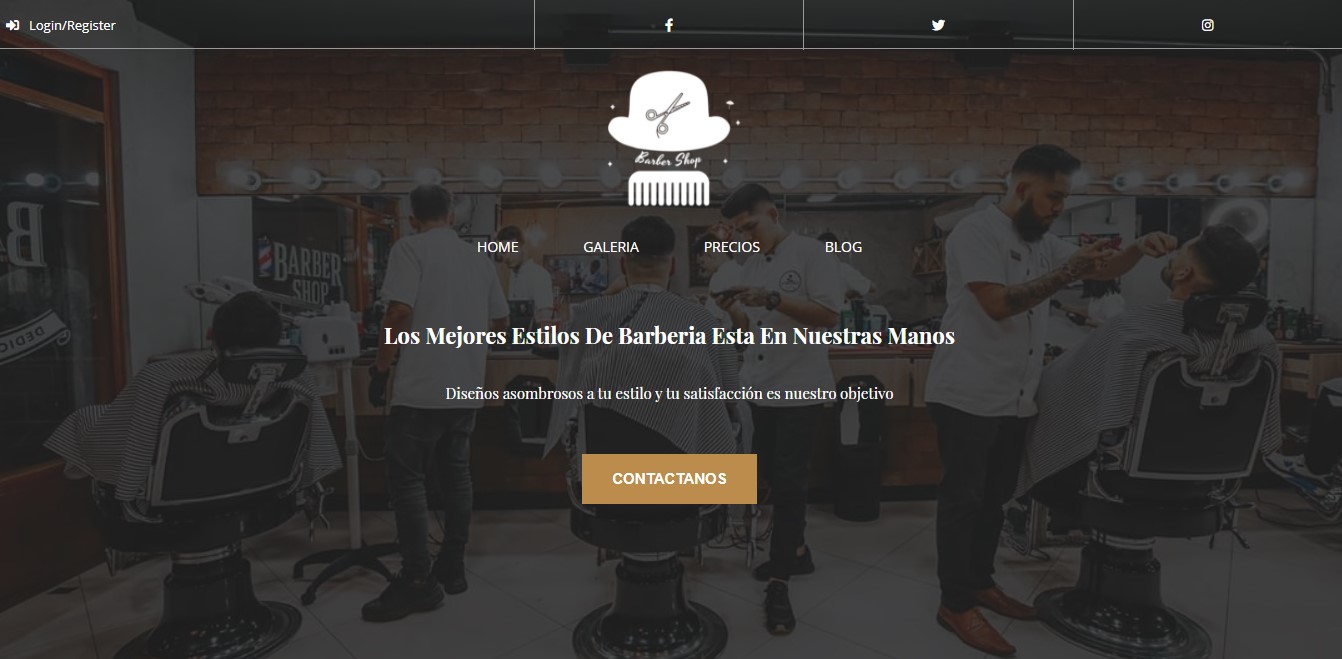 Login/Register
Barber Shop
HOME GALERIA PRECIOS BLOG
BARBER
SHOP
Los Mejores Estilos De Barberia Esta En Nuestras Manos
Diseños asombrosos a tu estilo y tu satisfacción es nuestro objetivo
CONTACTANOS